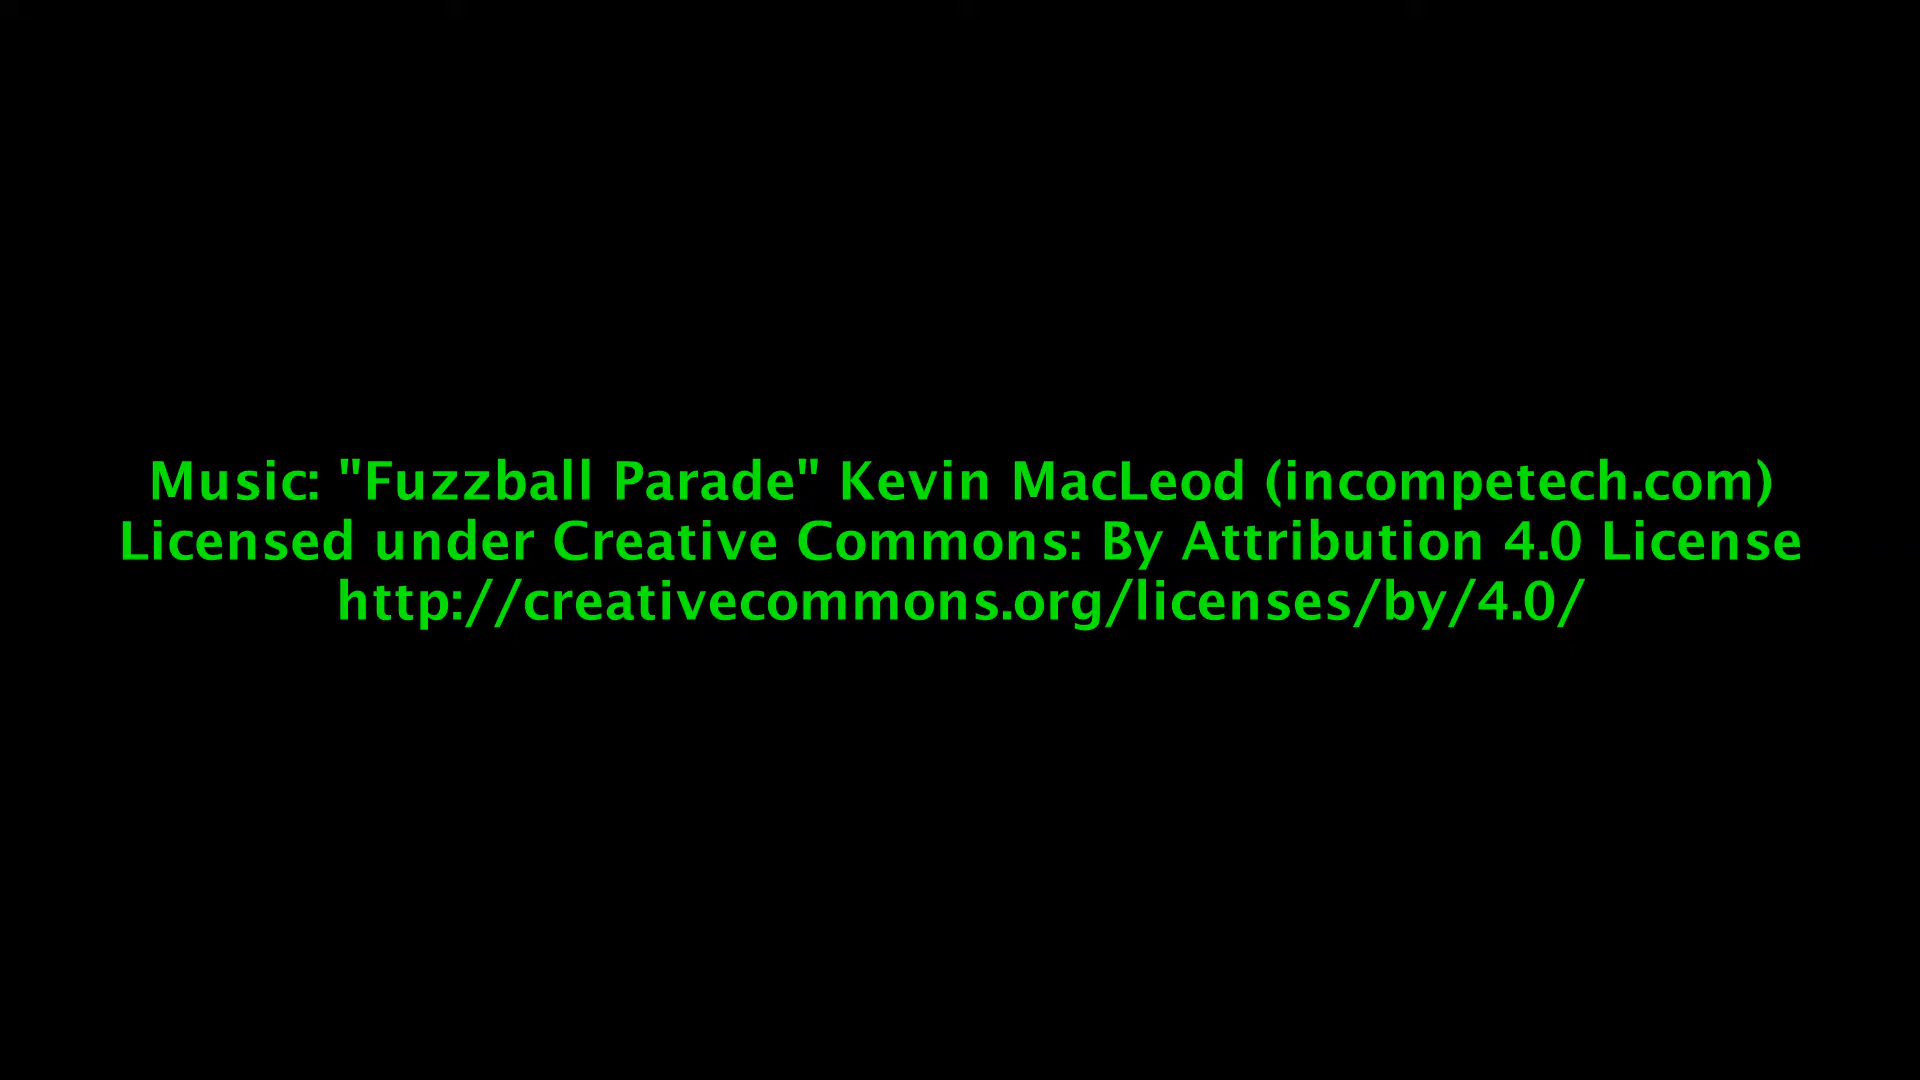 Music: "Fuzzball Parade" Kevin MacLeod (incompetech.com)
Licensed under Creative Commons: By Attribution 4.0 License
http://creativecommons.org/licenses/by/4.0/